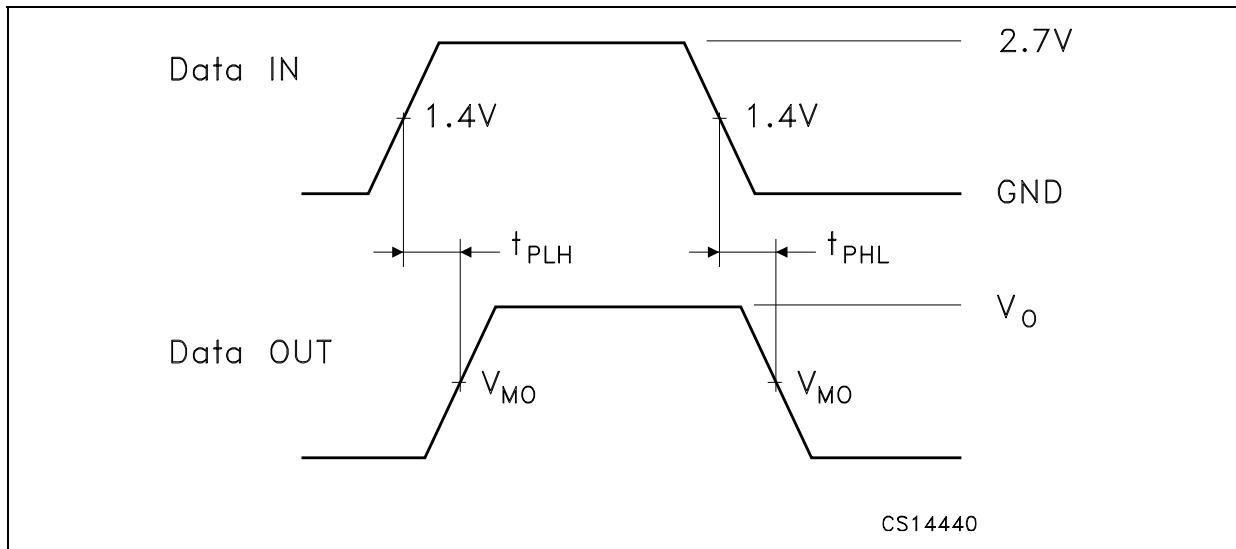 2.7V
Data IN
1.4V
1.4V
GND
tPLH
tPHL
VO
Data OUT
VMO
VMO
CS14440